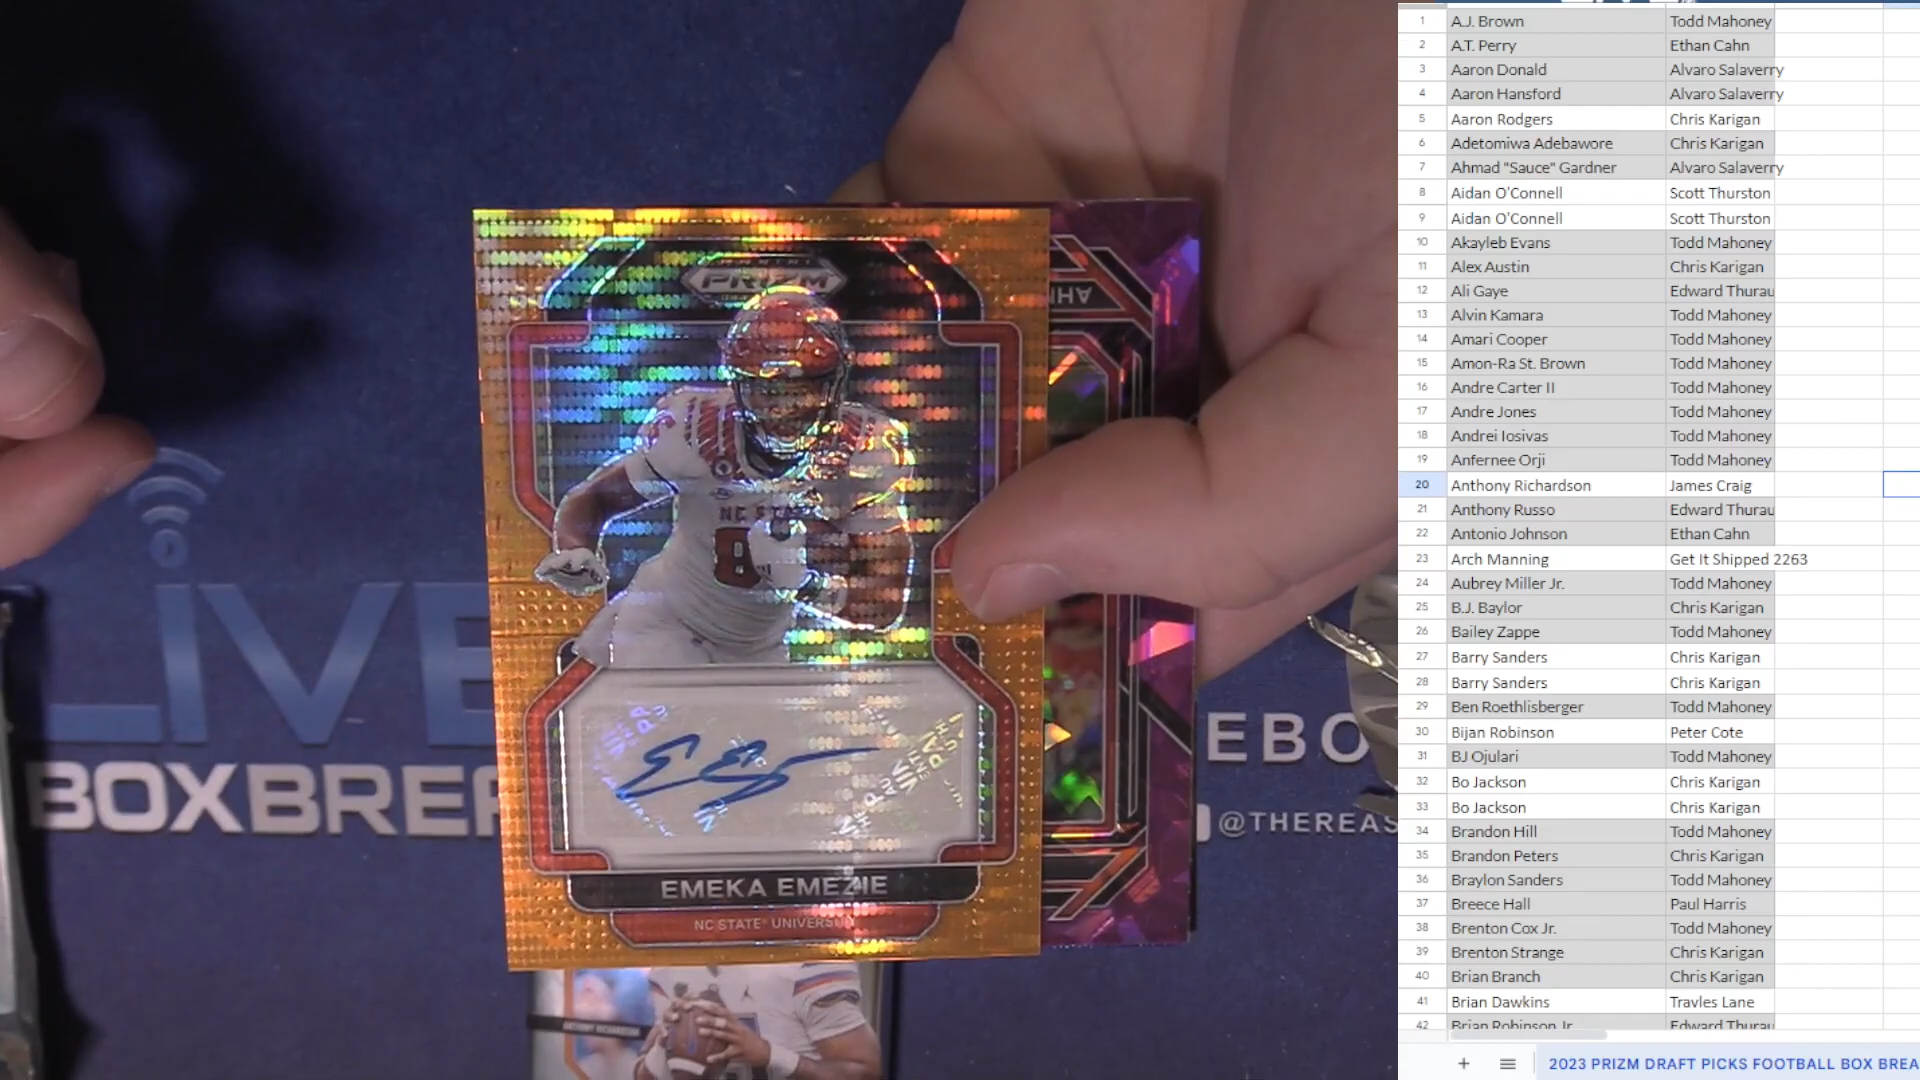 PANINI
PRIZM
NC STATE
8
EMEKA EMEZIE
NC STATE® UNIVERSITY
AHM
LIVE
BOXBREA
EBO
@THEREAS
ANTHONY RICHARDSON
1 A.J. Brown Todd Mahoney
2 A.T. Perry Ethan Cahn
3 Aaron Donald Alvaro Salaverry
4 Aaron Hansford Alvaro Salaverry
5 Aaron Rodgers Chris Karigan
6 Adetomiwa Adebawore Chris Karigan
7 Ahmad "Sauce" Gardner Alvaro Salaverry
8 Aidan O'Connell Scott Thurston
9 Aidan O'Connell Scott Thurston
10 Akayleb Evans Todd Mahoney
11 Alex Austin Chris Karigan
12 Ali Gaye Edward Thurau
13 Alvin Kamara Todd Mahoney
14 Amari Cooper Todd Mahoney
15 Amon-Ra St. Brown Todd Mahoney
16 Andre Carter II Todd Mahoney
17 Andre Jones Todd Mahoney
18 Andrei Iosivas Todd Mahoney
19 Anfernee Orji Todd Mahoney
20 Anthony Richardson James Craig
21 Anthony Russo Edward Thurau
22 Antonio Johnson Ethan Cahn
23 Arch Manning Get It Shipped 2263
24 Aubrey Miller Jr. Todd Mahoney
25 B.J. Baylor Chris Karigan
26 Bailey Zappe Todd Mahoney
27 Barry Sanders Chris Karigan
28 Barry Sanders Chris Karigan
29 Ben Roethlisberger Todd Mahoney
30 Bijan Robinson Peter Cote
31 BJ Ojulari Todd Mahoney
32 Bo Jackson Chris Karigan
33 Bo Jackson Chris Karigan
34 Brandon Hill Todd Mahoney
35 Brandon Peters Chris Karigan
36 Braylon Sanders Todd Mahoney
37 Breece Hall Paul Harris
38 Brenton Cox Jr. Todd Mahoney
39 Brenton Strange Chris Karigan
40 Brian Branch Chris Karigan
41 Brian Dawkins Travles Lane
42 Brian Robinson Jr. Edward Thurau
2023 PRIZM DRAFT PICKS FOOTBALL BOX BREA